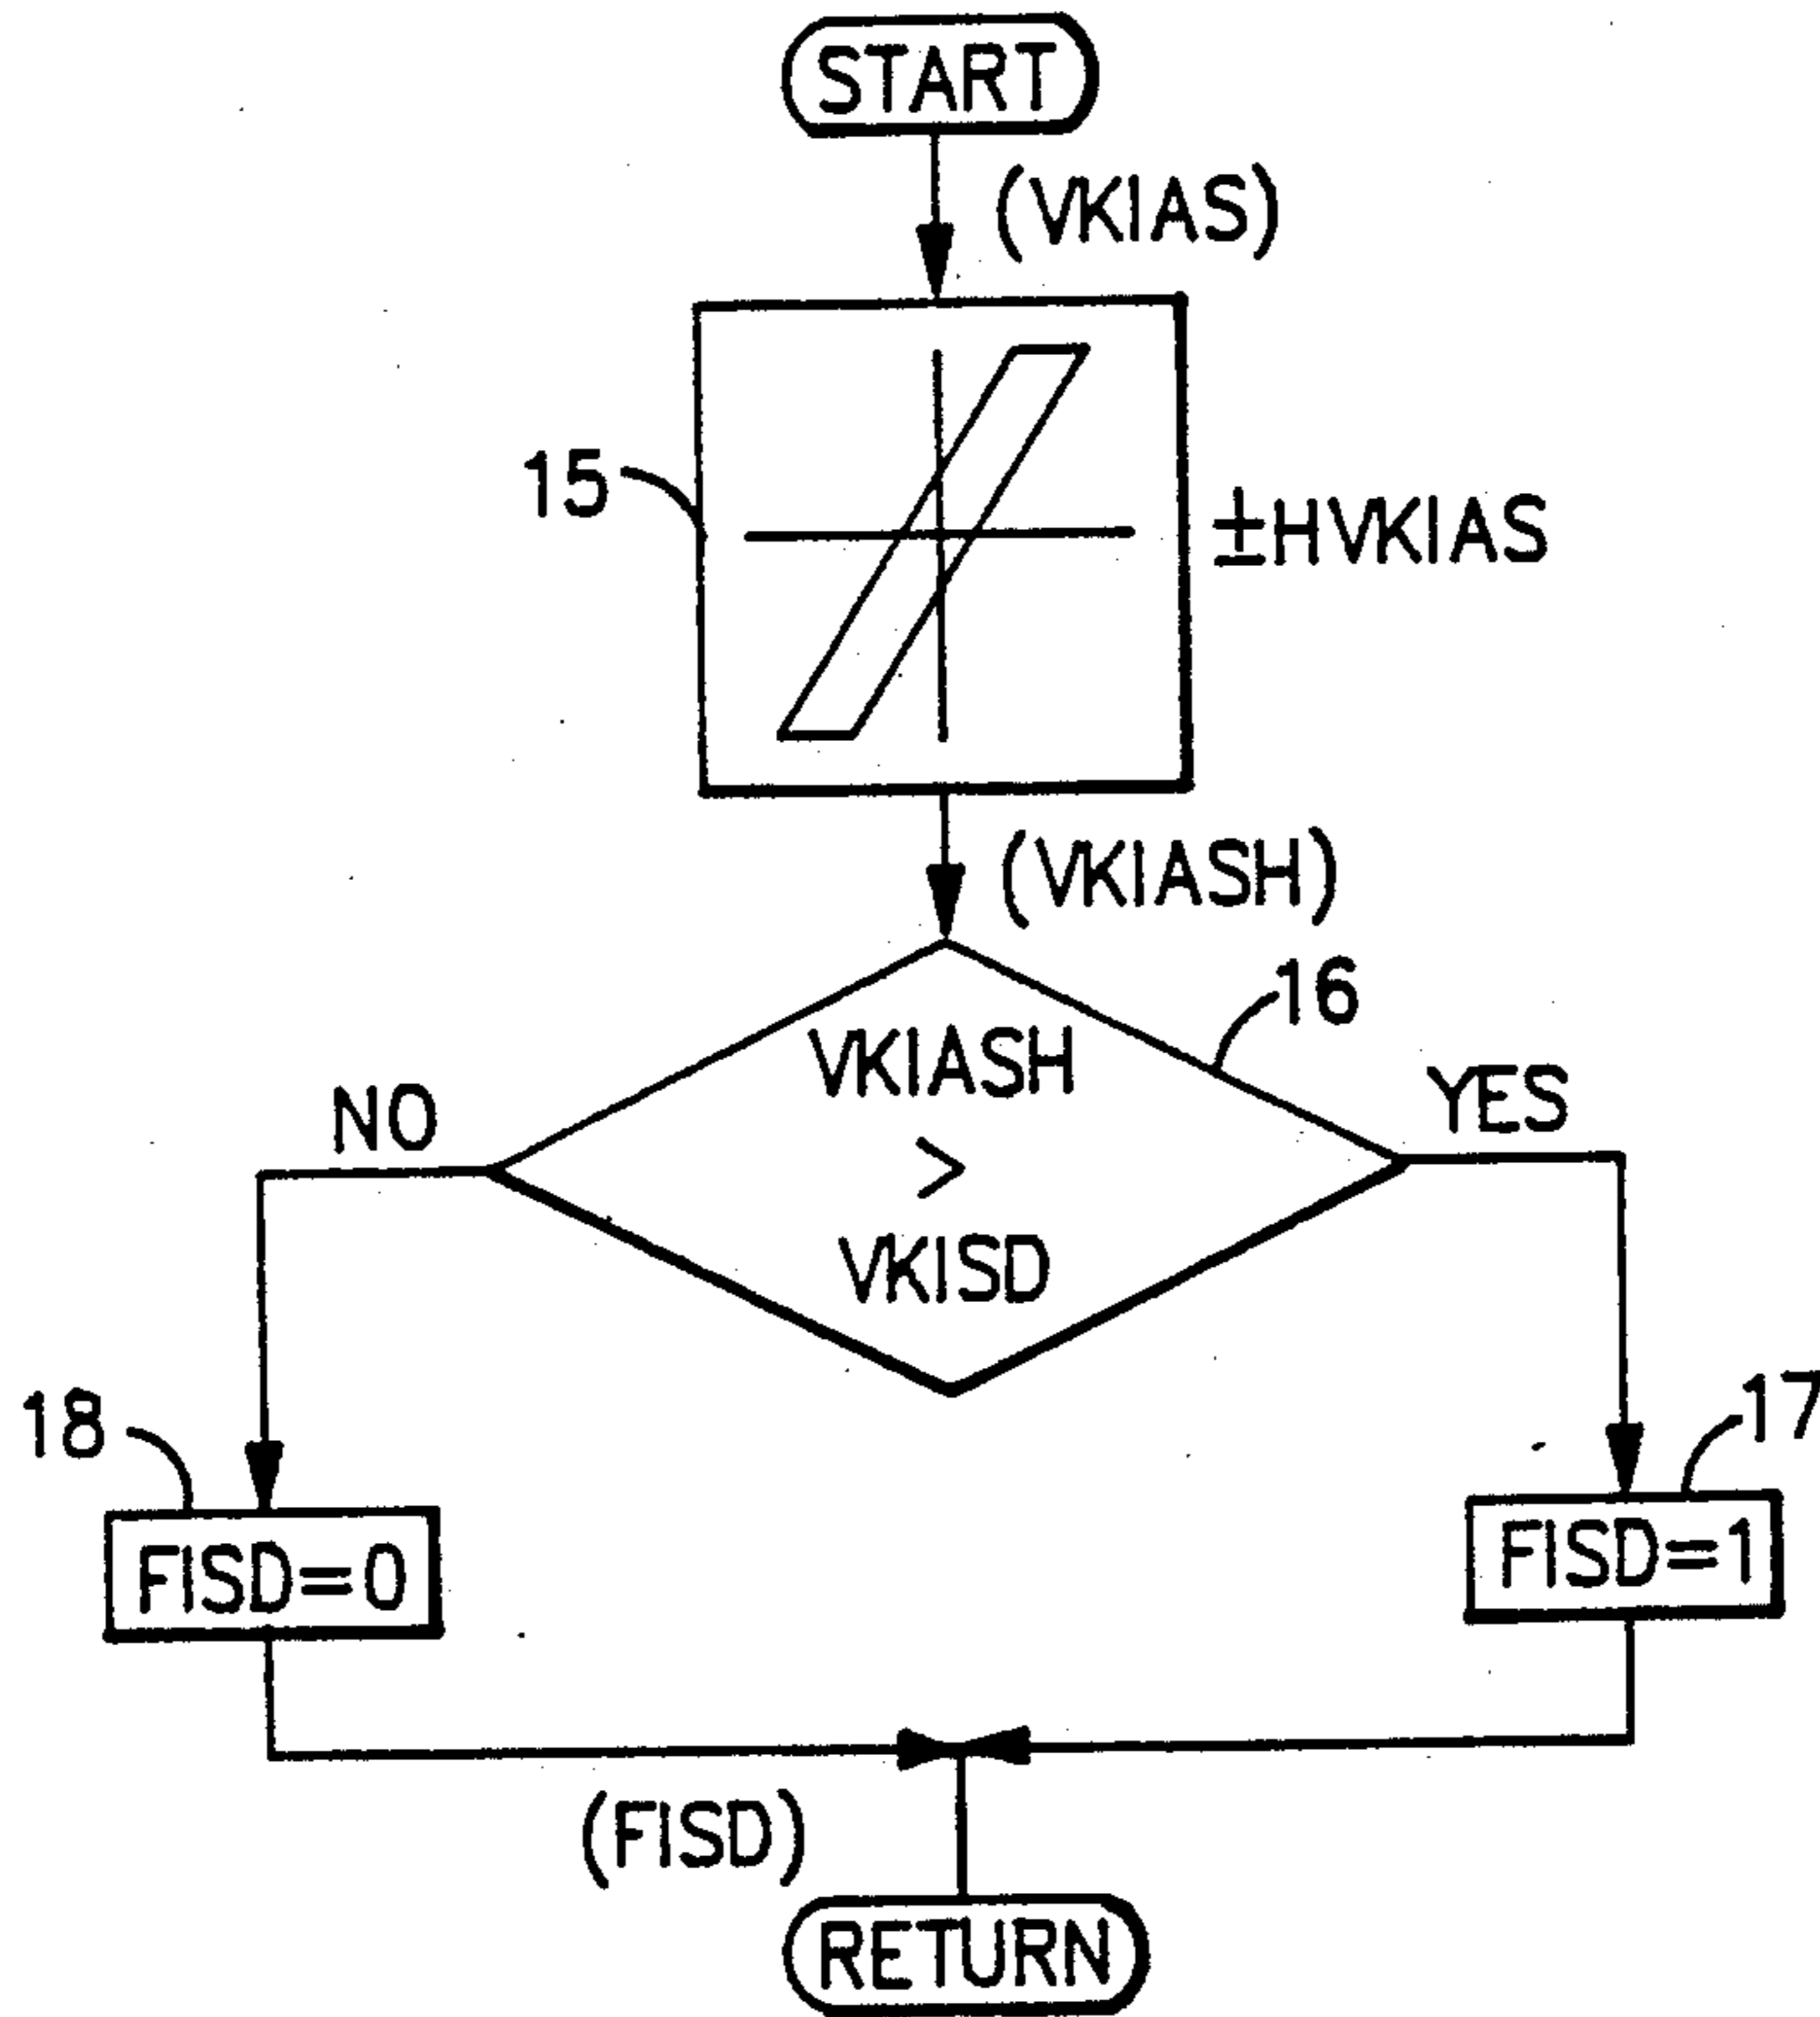 START
(VKIAS)
15
±HVKIAS
(VKIASH)
16
VKIASH
>
VKISD
NO
YES
18
17
FISD=0
FISD=1
(FISD)
RETURN